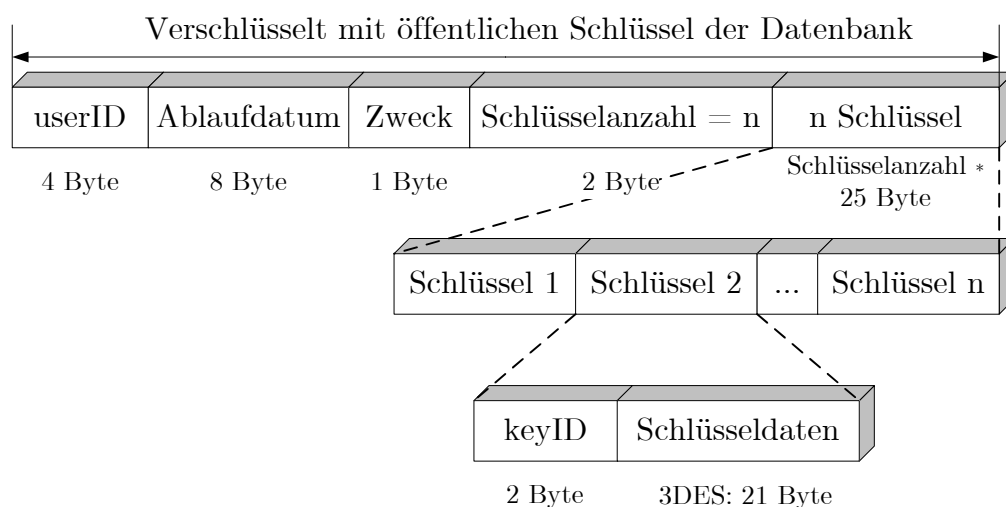 Verschlüsselt mit öffentlichen Schlüssel der Datenbank
userID Ablaufdatum Zweck Schlüsselanzahl = n n Schlüssel
4 Byte 8 Byte 1 Byte 2 Byte Schlüsselanzahl *
25 Byte
Schlüssel 1 Schlüssel 2 ... Schlüssel n
keyID Schlüsseldaten
2 Byte 3DES: 21 Byte